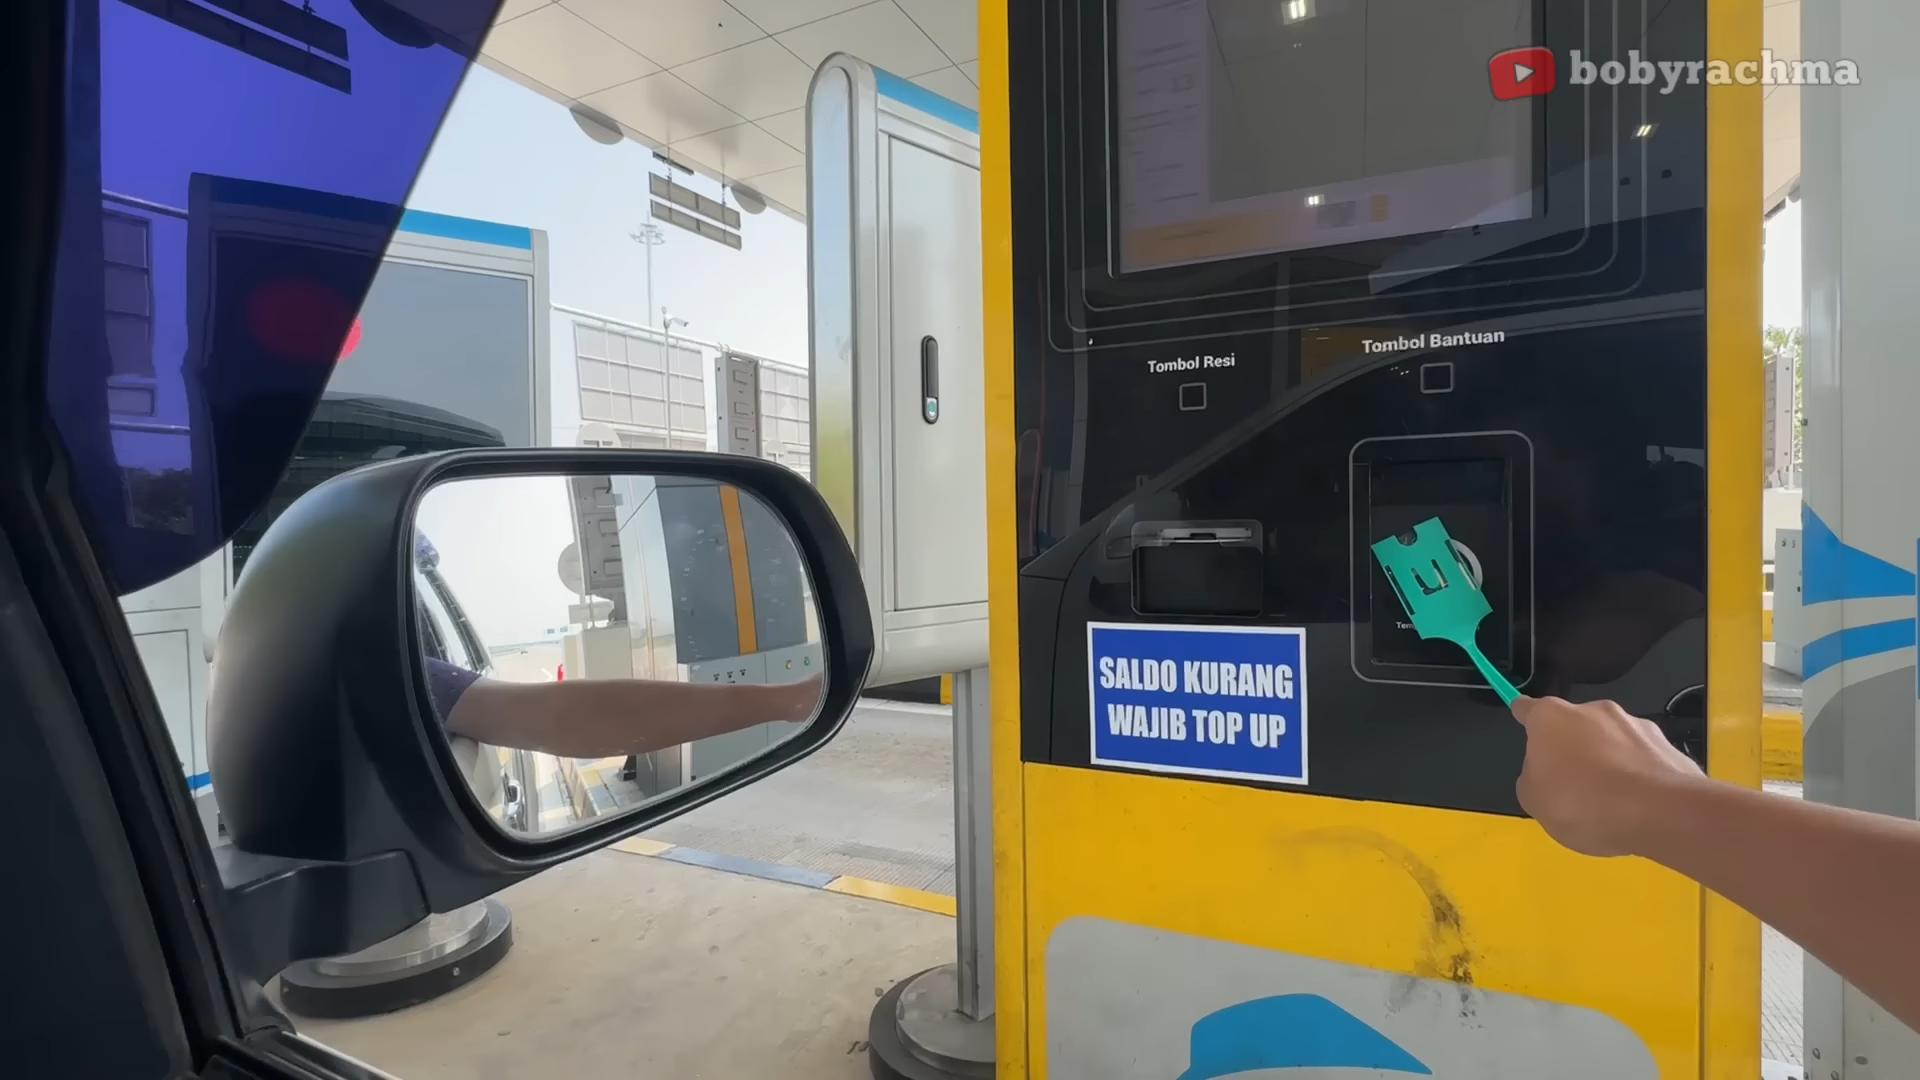 bobyrachma
Tombol Resi
Tombol Bantuan
SALDO KURANG
WAJIB TOP UP